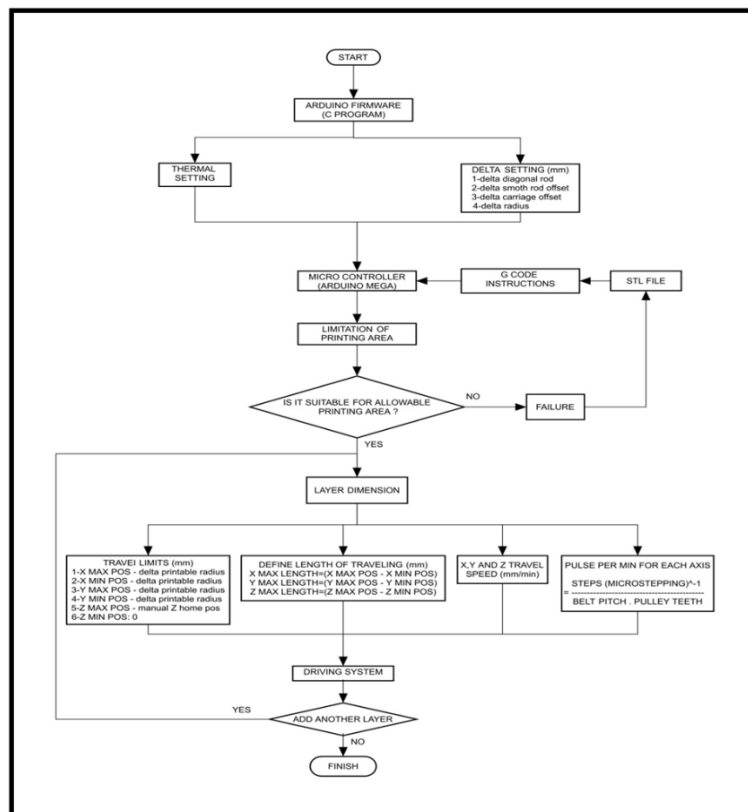 START
ARDUINO FIRMWARE
(C PROGRAM)
THERMAL
SETTING
DELTA SETTING (mm)
1-delta diagonal rod
2-delta smoth rod offset
3-delta carriage offset
4-delta radius
MICRO CONTROLLER
(ARDUINO MEGA)
G CODE
INSTRUCTIONS
STL FILE
LIMITATION OF
PRINTING AREA
IS IT SUITABLE FOR ALLOWABLE
PRINTING AREA ?
NO
FAILURE
YES
LAYER DIMENSION
TRAVEl LIMITS (mm)
1-X MAX POS - delta printable radius
2-X MIN POS - delta printable radius
3-Y MAX POS - delta printable radius
4-Y MIN POS - delta printable radius
5-Z MAX POS - manual Z home pos
6-Z MIN POS: 0
DEFINE LENGTH OF TRAVELING (mm)
X MAX LENGTH=(X MAX POS - X MIN POS)
Y MAX LENGTH=(Y MAX POS - Y MIN POS)
Z MAX LENGTH=(Z MAX POS - Z MIN POS)
X,Y AND Z TRAVEL
SPEED (mm/min)
PULSE PER MIN FOR EACH AXIS
STEPS (MICROSTEPPING)^-1
= ----------------------------------------
BELT PITCH . PULLEY TEETH
DRIVING SYSTEM
YES
ADD ANOTHER LAYER
NO
FINISH